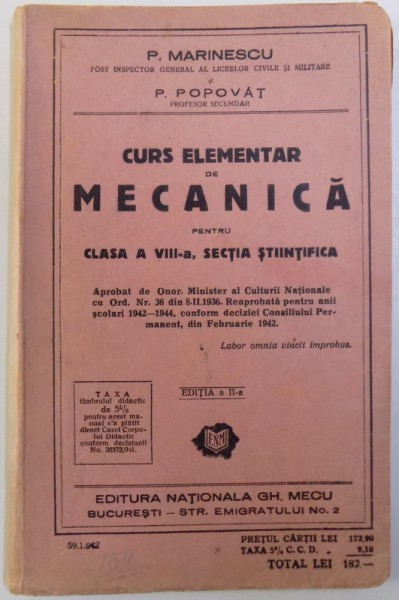 P. MARINESCU
FOST INSPECTOR GENERAL AL LICEELOR CIVILE ȘI MILITARE
ȘI
P. POPOVĂȚ
PROFESOR SECUNDAR
CURS ELEMENTAR
DE
MECANICĂ
PENTRU
CLASA A VIII-a, SECȚIA ȘTIINȚIFICA
Aprobat de Onor. Minister al Culturii Naționale
cu Ord. Nr. 36 din 8-II.1936. Reaprobată pentru anii
școlari 1942—1944, conform deciziei Consiliului Per-
manent, din Februarie 1942.
Labor omnia vincit improbus.
TAXA
timbrului didactic
de 5%
pentru acest ma-
nual s'a plătit
direct Casei Corpu-
lui Didactic
conform deciziunii
No. 20373/941.
EDIȚIA a II-a
EDITURA NAȚIONALA GH. MECU
BUCUREȘTI — STR. EMIGRATULUI No. 2
59.1.942
PREȚUL CĂRȚII LEI 172,90
TAXA 5% C. C. D. „ 9,10
TOTAL LEI 182—